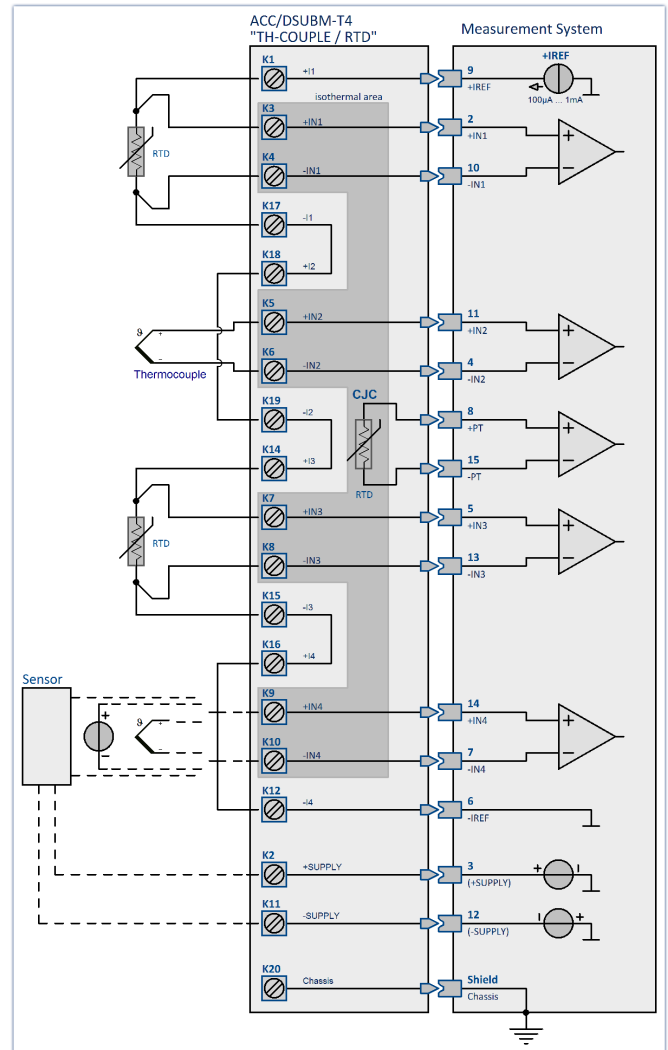 ACC/DSUBM-T4
"TH-COUPLE / RTD"
Measurement System
K1
+I1
9
+IREF
+IREF
100µA ... 1mA
isothermal area
K3
+IN1
2
+IN1
+
RTD
K4
-IN1
10
-IN1
−
K17
-I1
K18
+I2
K5
+IN2
11
+IN2
+
ϑ
+
−
Thermocouple
K6
-IN2
4
-IN2
−
K19
-I2
CJC
8
+PT
+
K14
+I3
RTD
15
-PT
−
K7
+IN3
5
+IN3
+
RTD
K8
-IN3
13
-IN3
−
K15
-I3
K16
+I4
Sensor
K9
+IN4
14
+IN4
+
+
−
ϑ
+
−
K10
-IN4
7
-IN4
−
K12
-I4
6
-IREF
K2
+SUPPLY
3
(+SUPPLY)
+
I
K11
-SUPPLY
12
(-SUPPLY)
I
+
K20
Chassis
Shield
Chassis